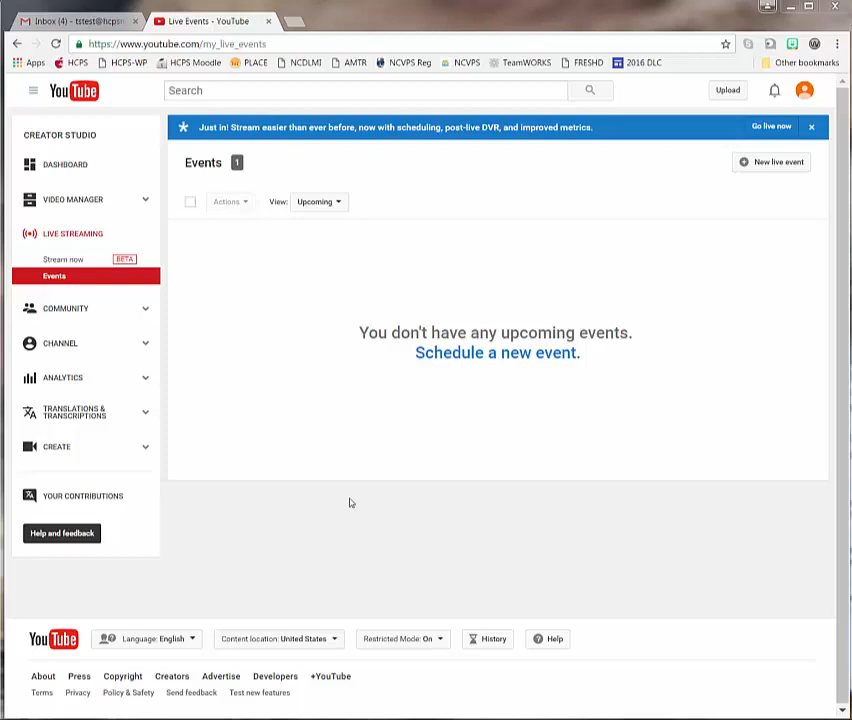 Inbox (4) - tstest@hcps
Live Events - YouTube
https://www.youtube.com/my_live_events
Apps HCPS HCPS-WP HCPS Moodle PLACE NCDLMI AMTR NCVPS Reg NCVPS TeamWORKS FRESHD 2016 DLC Other bookmarks
YouTube Search Upload
CREATOR STUDIO
DASHBOARD
VIDEO MANAGER
LIVE STREAMING
Stream now BETA
Events
COMMUNITY
CHANNEL
ANALYTICS
TRANSLATIONS &
TRANSCRIPTIONS
CREATE
YOUR CONTRIBUTIONS
Help and feedback
Just in! Stream easier than ever before, now with scheduling, post-live DVR, and improved metrics. Go live now
Events 1 New live event
Actions View: Upcoming
You don't have any upcoming events.
Schedule a new event.
YouTube Language: English Content location: United States Restricted Mode: On History Help
About Press Copyright Creators Advertise Developers +YouTube
Terms Privacy Policy & Safety Send feedback Test new features